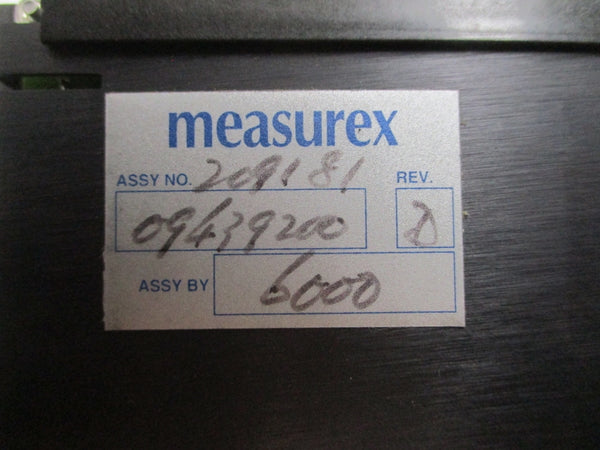 measurex
ASSY NO. 209181 REV.
09439200 D
ASSY BY 6000